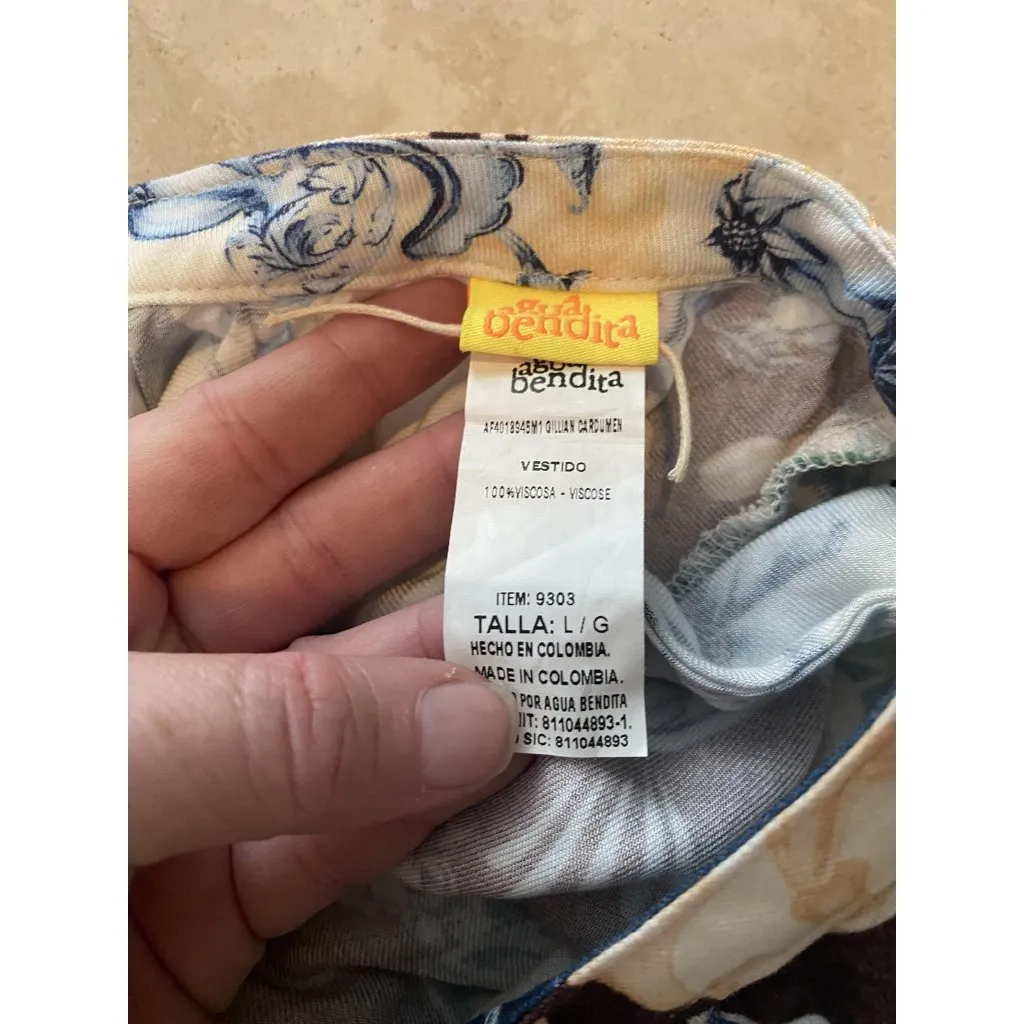 agua
bendita
agua
bendita
AF4018945M1 GILLIAN CARDUMEN
VESTIDO
100%VISCOSA - VISCOSE
ITEM: 9303
TALLA: L / G
HECHO EN COLOMBIA.
MADE IN COLOMBIA.
POR AGUA BENDITA
811044893-1.
SIC: 811044893